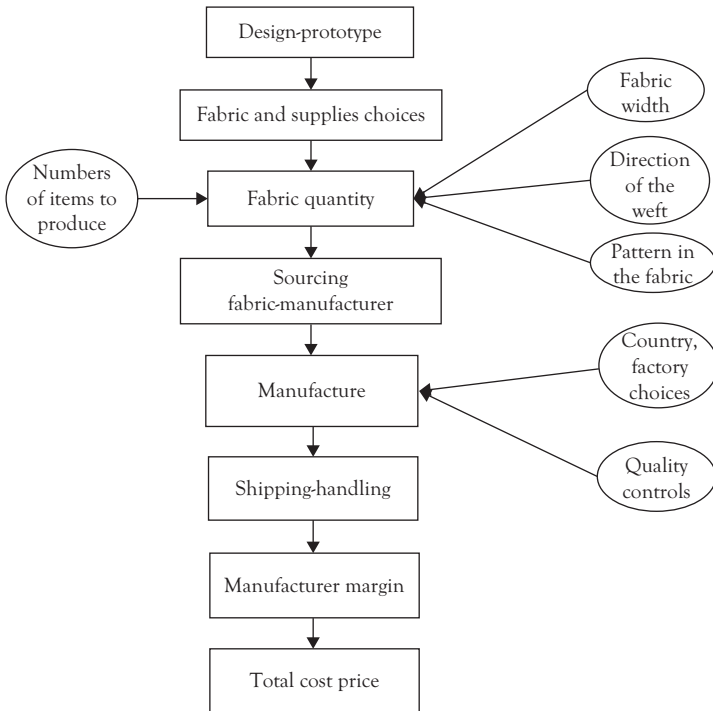 Design-prototype
Fabric and supplies choices
Fabric
width
Numbers
of items to
produce
Fabric quantity
Direction
of the
weft
Pattern in
the fabric
Sourcing
fabric-manufacturer
Manufacture
Country,
factory
choices
Shipping-handling
Quality
controls
Manufacturer margin
Total cost price